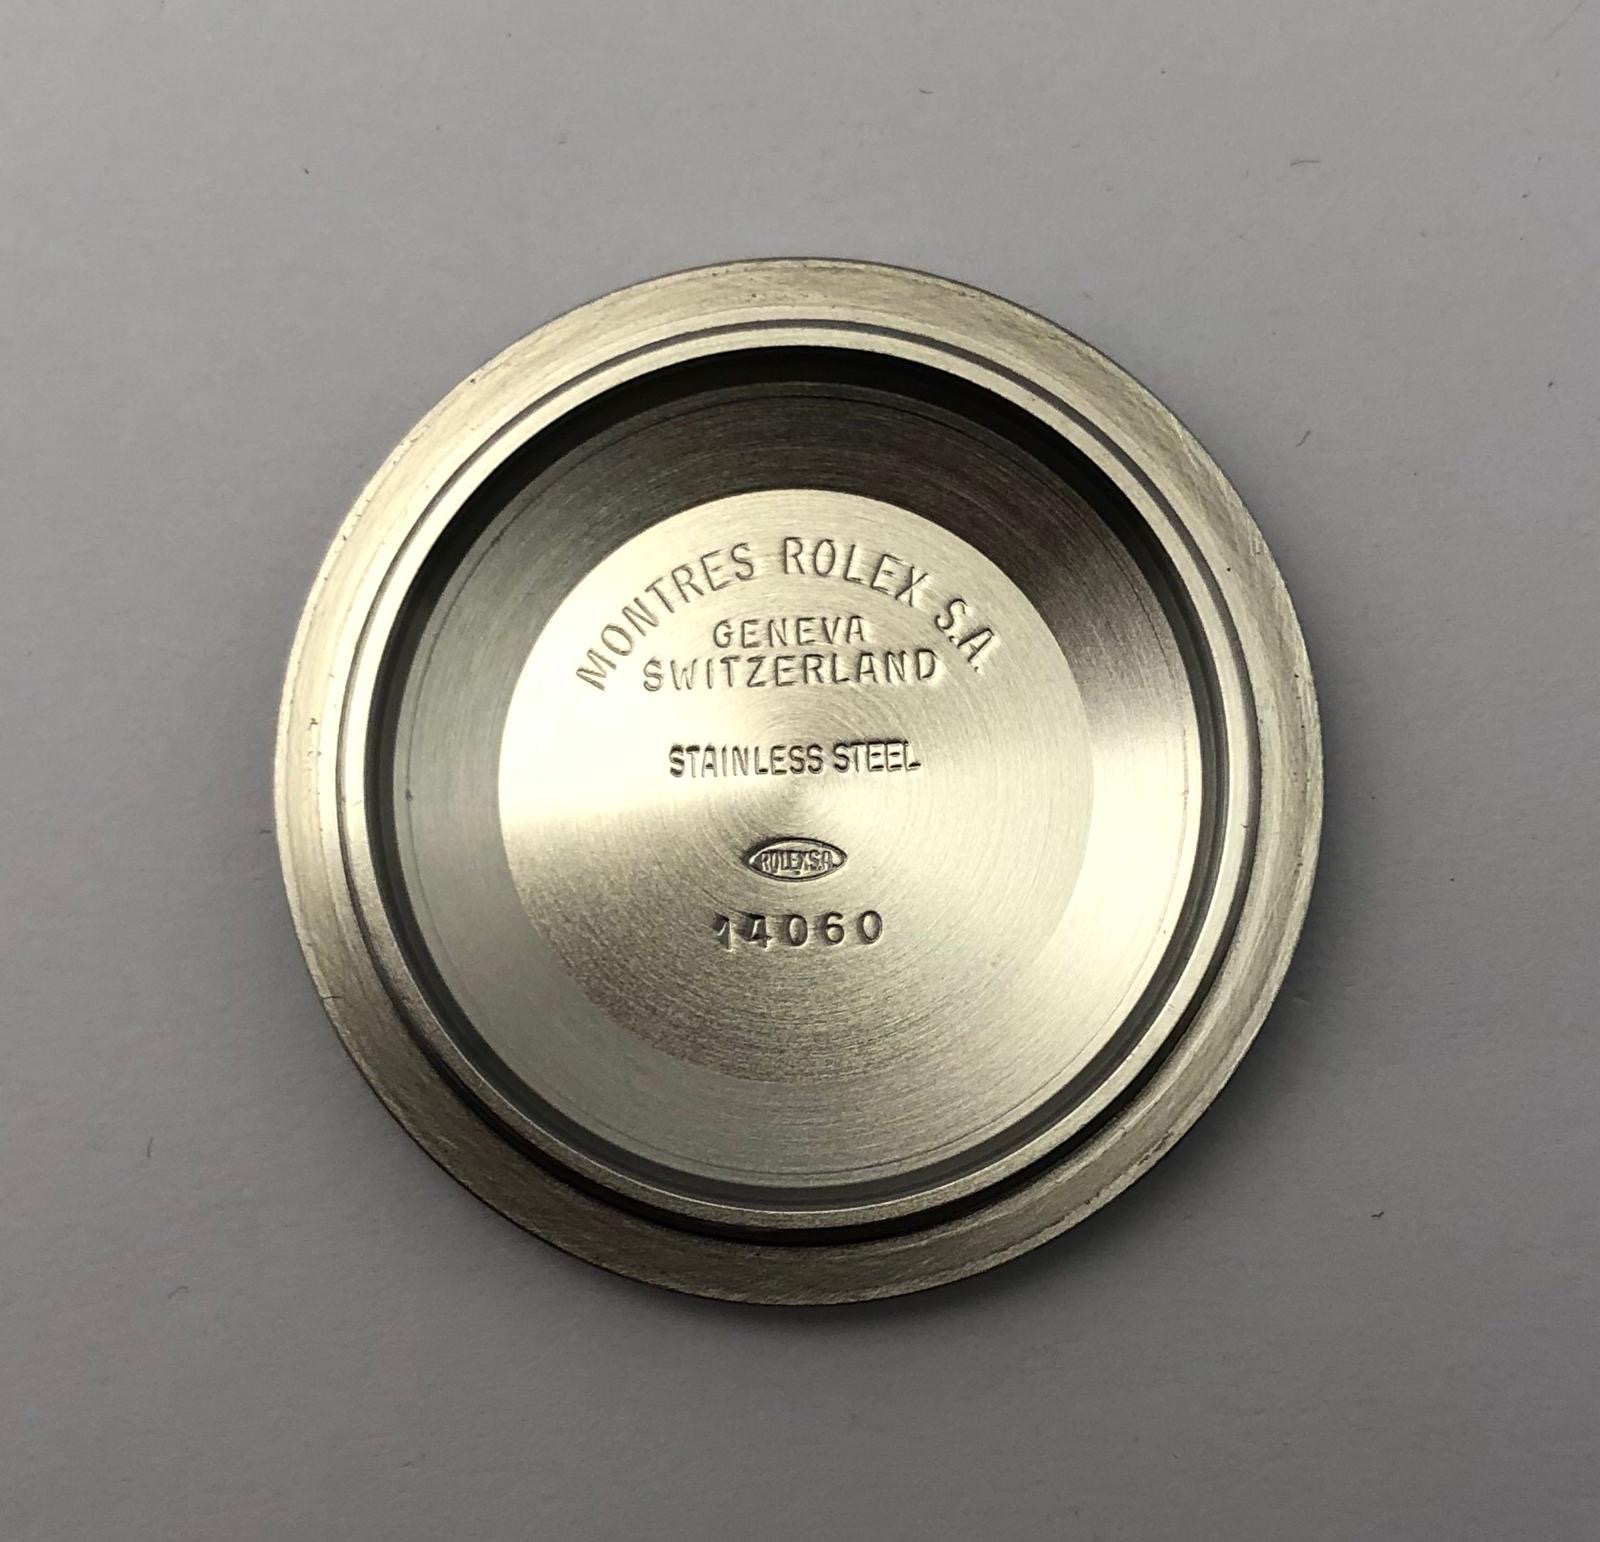 MONTRES ROLEX S.A.
GENEVA
SWITZERLAND
STAINLESS STEEL
ROLEX S.A.
14060